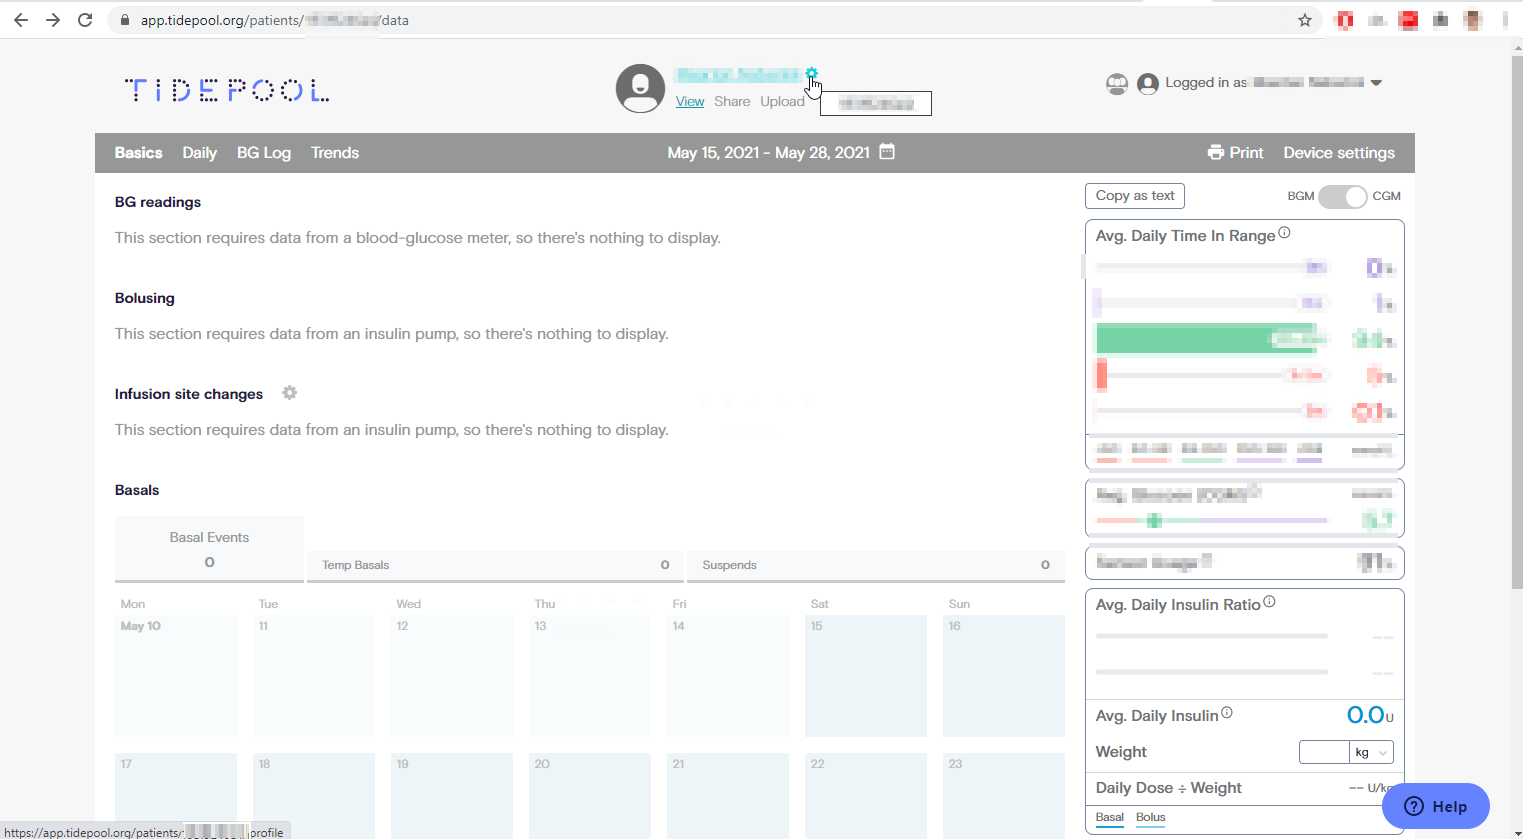 app.tidepool.org/patients/ /data
TIDEPOOL
View Share Upload
Logged in as
Basics Daily BG Log Trends
May 15, 2021 - May 28, 2021
Print Device settings
BG readings
This section requires data from a blood-glucose meter, so there's nothing to display.
Bolusing
This section requires data from an insulin pump, so there's nothing to display.
Infusion site changes
This section requires data from an insulin pump, so there's nothing to display.
Basals
Basal Events
0
Temp Basals 0
Suspends 0
Mon Tue Wed Thu Fri Sat Sun
May 10 11 12 13 14 15 16
17 18 19 20 21 22 23
Copy as text
BGM CGM
Avg. Daily Time In Range
Avg. Daily Insulin Ratio
-- 
--
Avg. Daily Insulin 0.0 U
Weight kg
Daily Dose ÷ Weight -- U/kg
Basal Bolus
Help
https://app.tidepool.org/patients/ profile